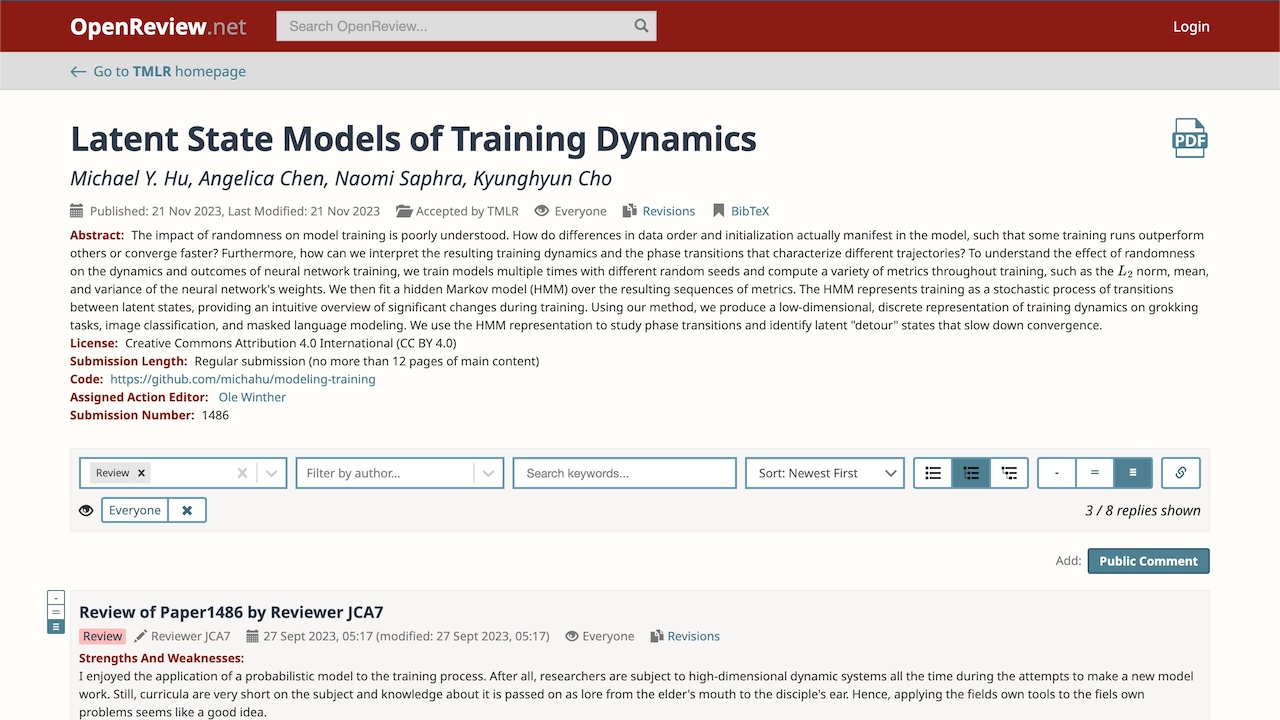 OpenReview.net
Search OpenReview...
Login
Go to TMLR homepage
Latent State Models of Training Dynamics
PDF
Michael Y. Hu, Angelica Chen, Naomi Saphra, Kyunghyun Cho
Published: 21 Nov 2023, Last Modified: 21 Nov 2023 Accepted by TMLR Everyone Revisions BibTeX
Abstract: The impact of randomness on model training is poorly understood. How do differences in data order and initialization actually manifest in the model, such that some training runs outperform
others or converge faster? Furthermore, how can we interpret the resulting training dynamics and the phase transitions that characterize different trajectories? To understand the effect of randomness
on the dynamics and outcomes of neural network training, we train models multiple times with different random seeds and compute a variety of metrics throughout training, such as the L₂ norm, mean,
and variance of the neural network's weights. We then fit a hidden Markov model (HMM) over the resulting sequences of metrics. The HMM represents training as a stochastic process of transitions
between latent states, providing an intuitive overview of significant changes during training. Using our method, we produce a low-dimensional, discrete representation of training dynamics on grokking
tasks, image classification, and masked language modeling. We use the HMM representation to study phase transitions and identify latent "detour" states that slow down convergence.
License: Creative Commons Attribution 4.0 International (CC BY 4.0)
Submission Length: Regular submission (no more than 12 pages of main content)
Code: https://github.com/michahu/modeling-training
Assigned Action Editor: Ole Winther
Submission Number: 1486
Review Filter by author... Search keywords... Sort: Newest First - = ≡
Everyone 3 / 8 replies shown
Add: Public Comment
Review of Paper1486 by Reviewer JCA7
Review Reviewer JCA7 27 Sept 2023, 05:17 (modified: 27 Sept 2023, 05:17) Everyone Revisions
Strengths And Weaknesses:
I enjoyed the application of a probabilistic model to the training process. After all, researchers are subject to high-dimensional dynamic systems all the time during the attempts to make a new model
work. Still, curricula are very short on the subject and knowledge about it is passed on as lore from the elder's mouth to the disciple's ear. Hence, applying the fields own tools to the fiels own
problems seems like a good idea.